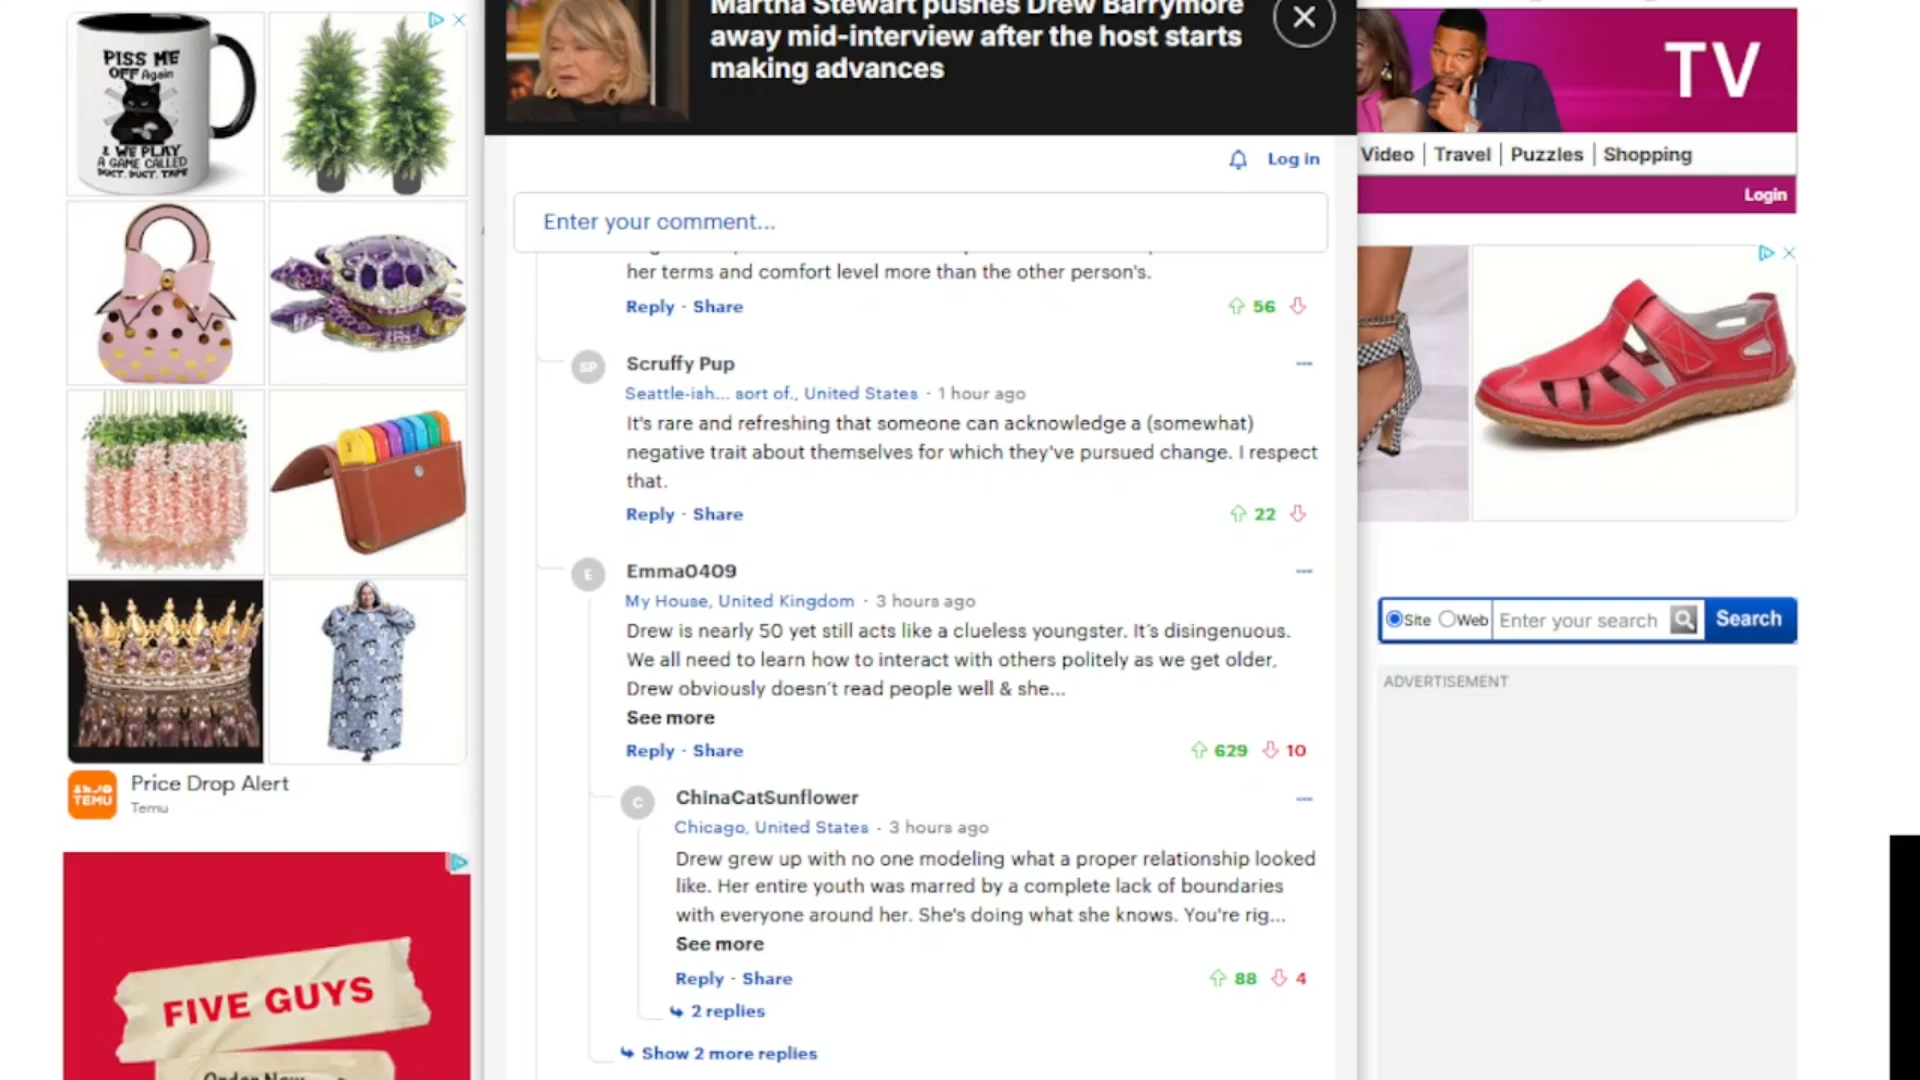 PISS ME
OFF Again
& WE PLAY
A GAME CALLED
DUCT, DUCT, TAPE
Price Drop Alert
Temu
TEMU
FIVE GUYS
Order Now
Martha Stewart pushes Drew Barrymore
away mid-interview after the host starts
making advances
Log in
Enter your comment...
her terms and comfort level more than the other person's.
Reply · Share
56
SP
Scruffy Pup
Seattle-ish... sort of., United States · 1 hour ago
It's rare and refreshing that someone can acknowledge a (somewhat)
negative trait about themselves for which they've pursued change. I respect
that.
Reply · Share
22
E
Emma0409
My House, United Kingdom · 3 hours ago
Drew is nearly 50 yet still acts like a clueless youngster. It's disingenuous.
We all need to learn how to interact with others politely as we get older,
Drew obviously doesn't read people well & she...
See more
Reply · Share
629 10
C
ChinaCatSunflower
Chicago, United States · 3 hours ago
Drew grew up with no one modeling what a proper relationship looked
like. Her entire youth was marred by a complete lack of boundaries
with everyone around her. She's doing what she knows. You're rig...
See more
Reply · Share
88 4
2 replies
Show 2 more replies
TV
Video | Travel | Puzzles | Shopping
Login
Site Web Enter your search Search
ADVERTISEMENT